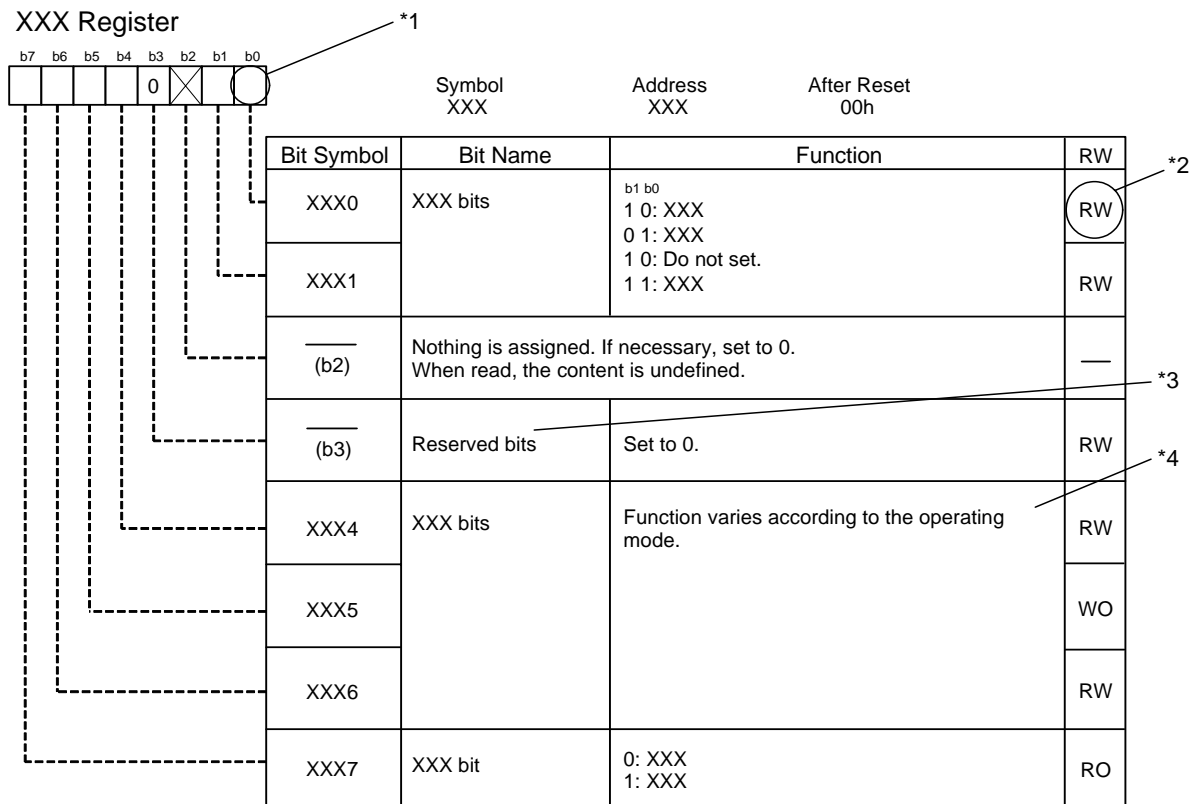 XXX Register
*1
b7 b6 b5 b4 b3 b2 b1 b0
0
Symbol Address After Reset
XXX XXX 00h
Bit Symbol Bit Name Function RW
*2
XXX0 XXX bits b1 b0 RW
1 0: XXX
0 1: XXX
1 0: Do not set.
XXX1 1 1: XXX RW
(b2) Nothing is assigned. If necessary, set to 0. —
When read, the content is undefined.
*3
(b3) Reserved bits Set to 0. RW
*4
XXX4 XXX bits Function varies according to the operating RW
mode.
XXX5 WO
XXX6 RW
XXX7 XXX bit 0: XXX RO
1: XXX